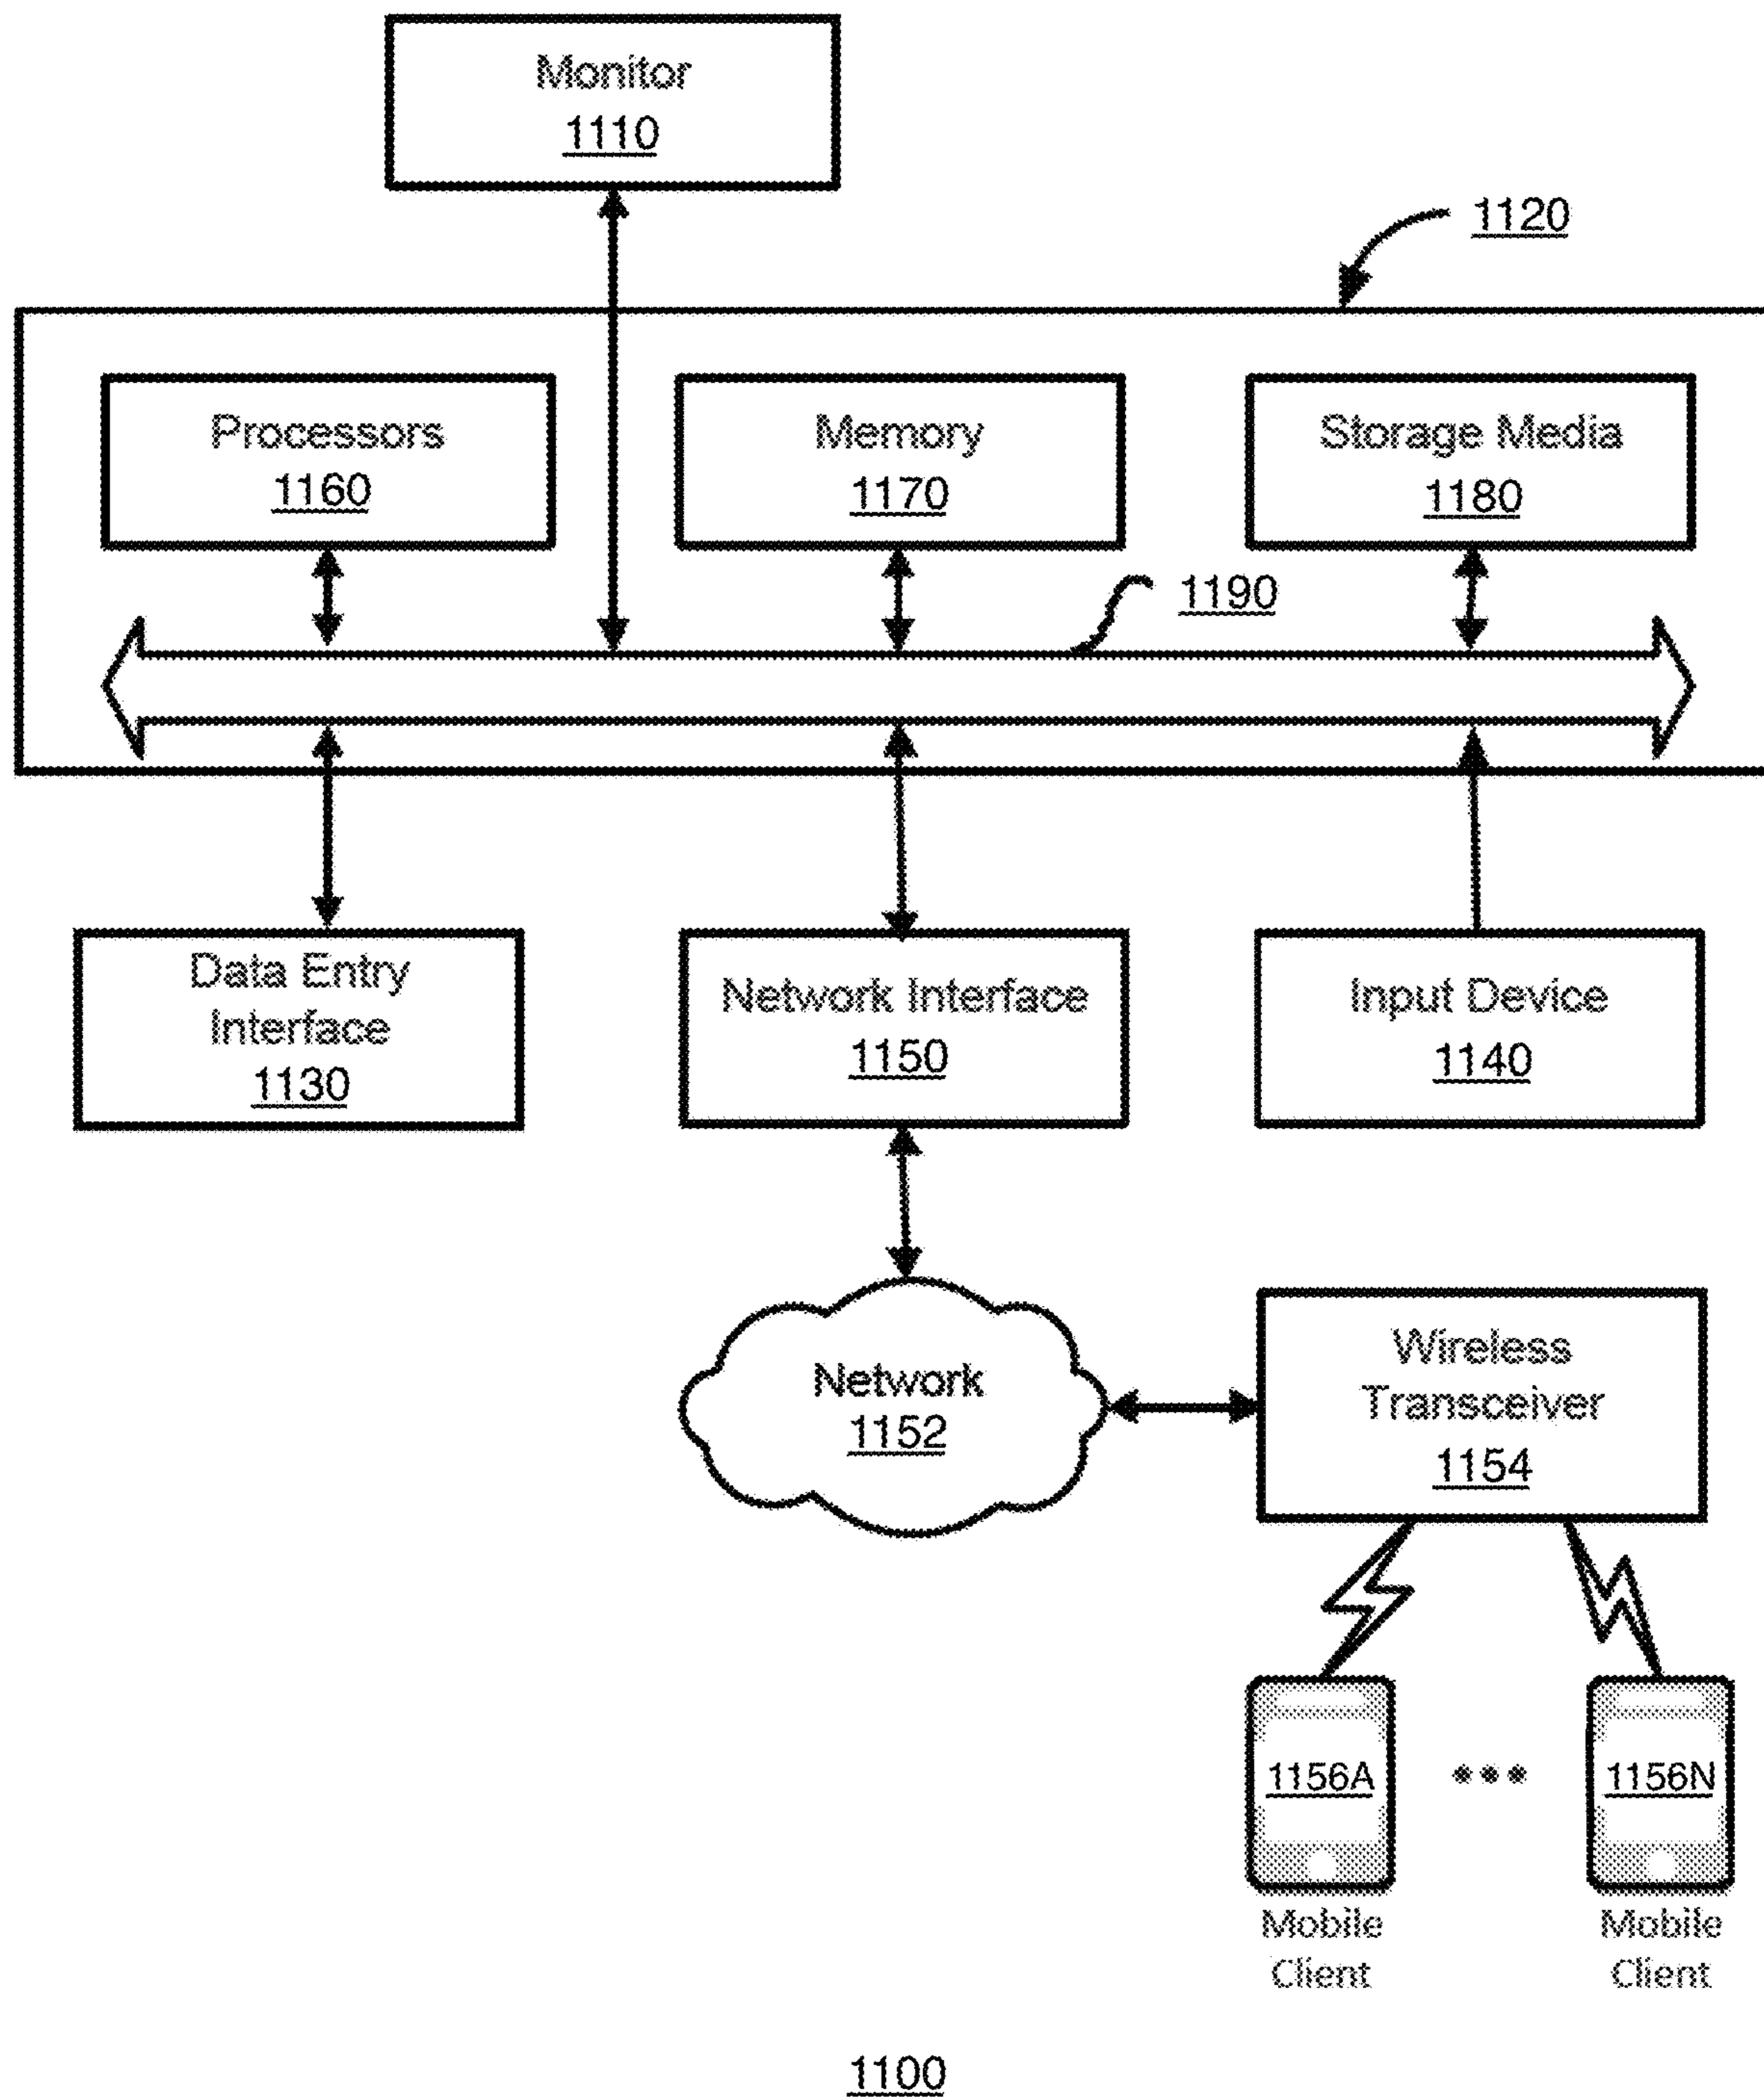 Monitor
1110
1120
Processors
1160
Memory
1170
Storage Media
1180
1190
Data Entry
Interface
1130
Network Interface
1150
Input Device
1140
Network
1152
Wireless
Transceiver
1154
1156A
1156N
Mobile
Client
Mobile
Client
1100